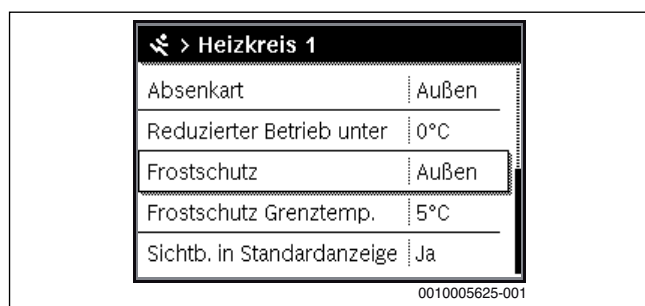 > Heizkreis 1
Absenkart Außen
Reduzierter Betrieb unter 0°C
Frostschutz Außen
Frostschutz Grenztemp. 5°C
Sichtb. in Standardanzeige Ja
0010005625-001